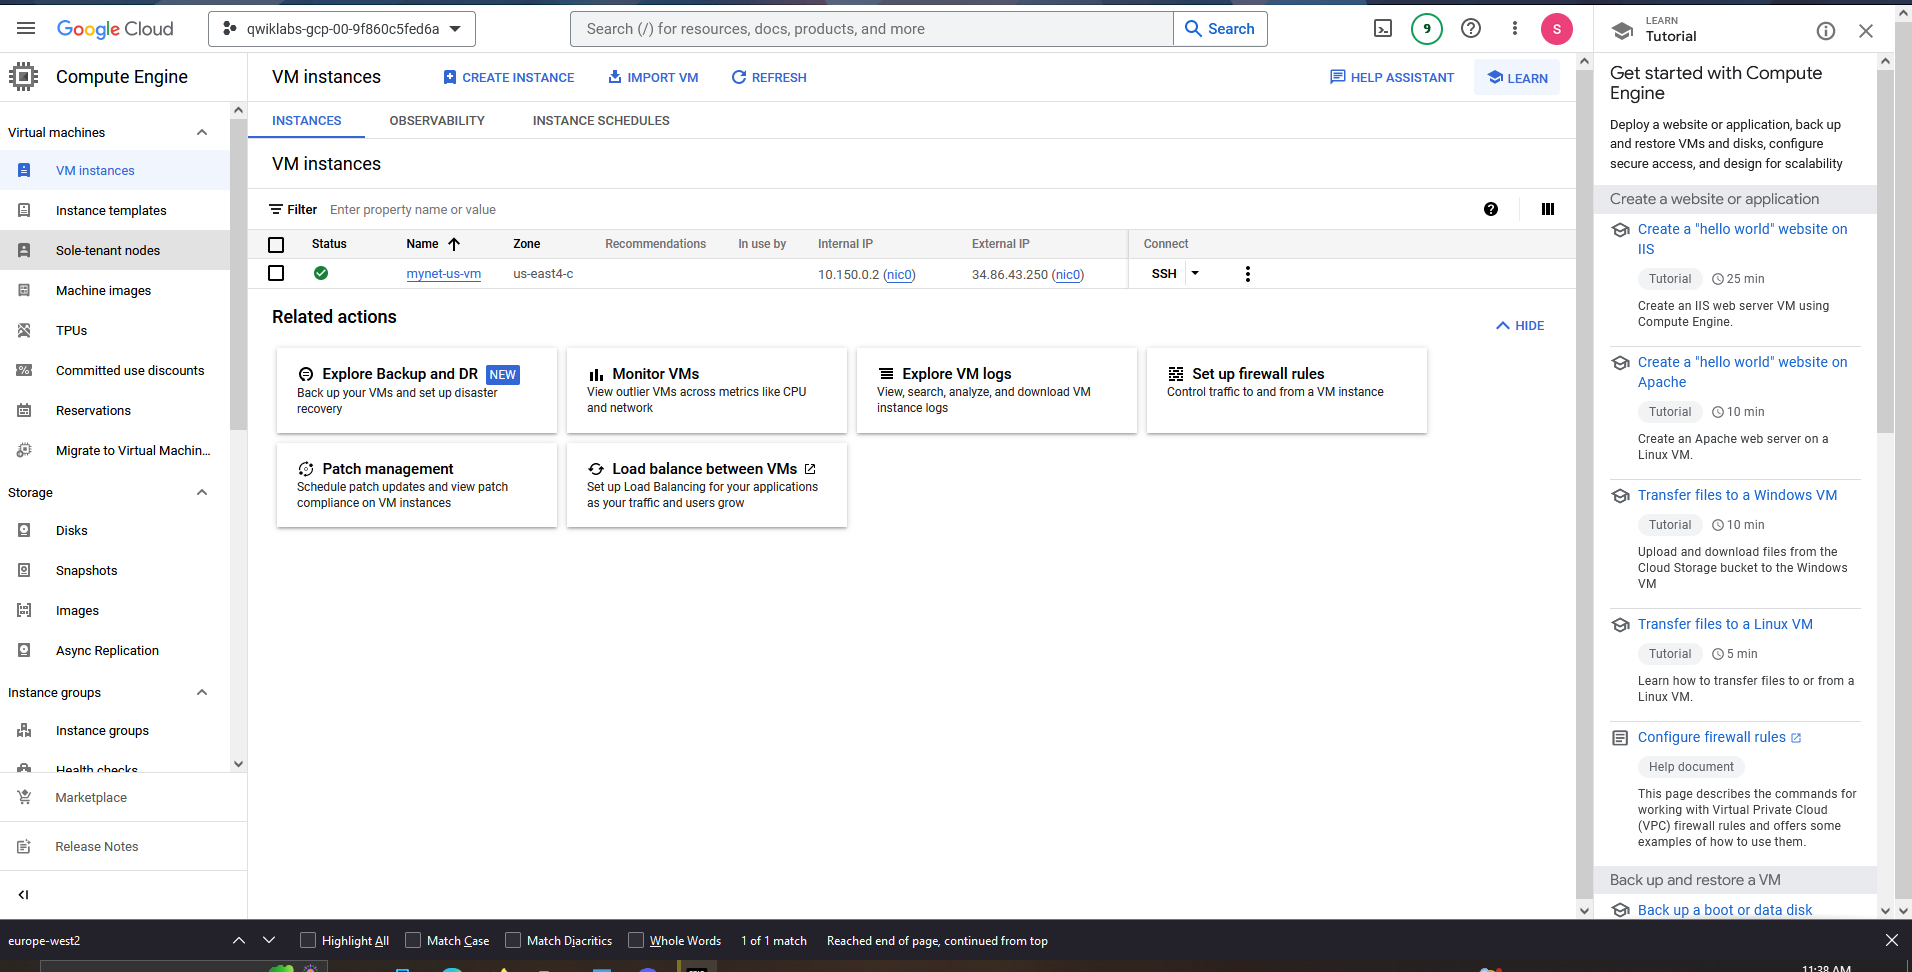 Google Cloud
qwiklabs-gcp-00-9f860c5fed6a
Search (/) for resources, docs, products, and more
Search
9
S
LEARN
Tutorial
Compute Engine
VM instances
CREATE INSTANCE
IMPORT VM
REFRESH
HELP ASSISTANT
LEARN
Virtual machines
VM instances
Instance templates
Sole-tenant nodes
Machine images
TPUs
Committed use discounts
Reservations
Migrate to Virtual Machin...
Storage
Disks
Snapshots
Images
Async Replication
Instance groups
Instance groups
Health checks
Marketplace
Release Notes
INSTANCES
OBSERVABILITY
INSTANCE SCHEDULES
VM instances
Filter
Enter property name or value
Status
Name
Zone
Recommendations
In use by
Internal IP
External IP
Connect
mynet-us-vm
us-east4-c
10.150.0.2 (nic0)
34.86.43.250 (nic0)
SSH
Related actions
HIDE
Explore Backup and DR NEW
Back up your VMs and set up disaster
recovery
Monitor VMs
View outlier VMs across metrics like CPU
and network
Explore VM logs
View, search, analyze, and download VM
instance logs
Set up firewall rules
Control traffic to and from a VM instance
Patch management
Schedule patch updates and view patch
compliance on VM instances
Load balance between VMs
Set up Load Balancing for your applications
as your traffic and users grow
Get started with Compute
Engine
Deploy a website or application, back up
and restore VMs and disks, configure
secure access, and design for scalability
Create a website or application
Create a "hello world" website on
IIS
Tutorial
25 min
Create an IIS web server VM using
Compute Engine.
Create a "hello world" website on
Apache
Tutorial
10 min
Create an Apache web server on a
Linux VM.
Transfer files to a Windows VM
Tutorial
10 min
Upload and download files from the
Cloud Storage bucket to the Windows
VM
Transfer files to a Linux VM
Tutorial
5 min
Learn how to transfer files to or from a
Linux VM.
Configure firewall rules
Help document
This page describes the commands for
working with Virtual Private Cloud
(VPC) firewall rules and offers some
examples of how to use them.
Back up and restore a VM
Back up a boot or data disk
europe-west2
Highlight All
Match Case
Match Diacritics
Whole Words
1 of 1 match
Reached end of page, continued from top
11:38 AM